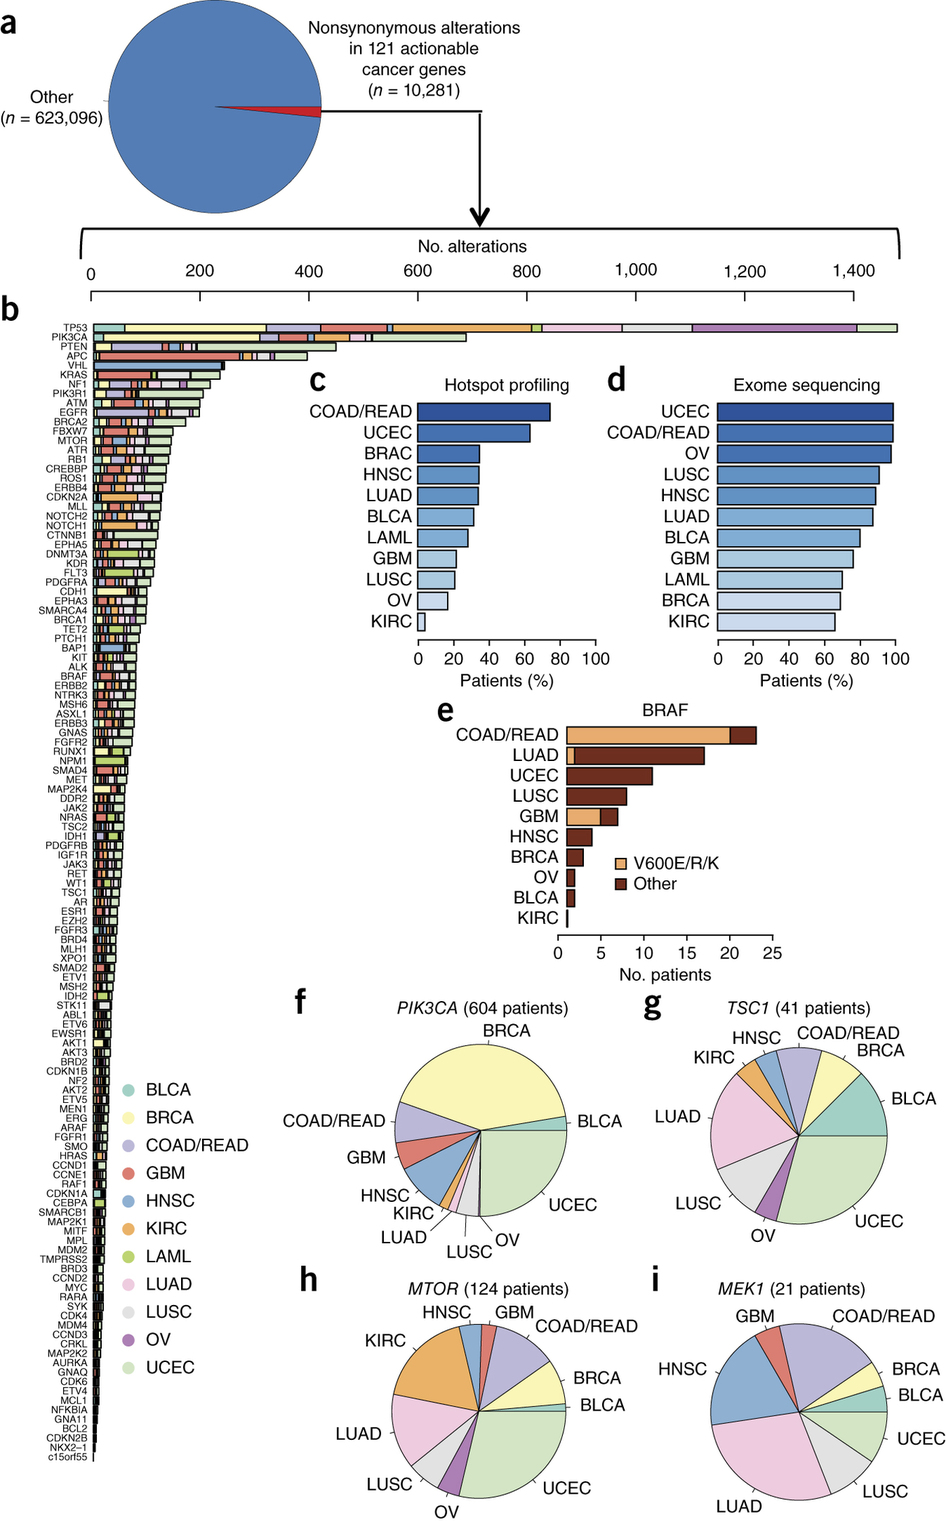 a
Nonsynonymous alterations
in 121 actionable
cancer genes
(n = 10,281)
Other
(n = 623,096)
No. alterations
0 200 400 600 800 1,000 1,200 1,400
b
TP53
PIK3CA
PTEN
APC
VHL
KRAS
NF1
PIK3R1
ATM
EGFR
BRCA2
FBXW7
MTOR
ATR
RB1
CREBBP
ROS1
ERBB4
CDKN2A
MLL
NOTCH2
NOTCH1
CTNNB1
EPHA5
DNMT3A
KDR
FLT3
PDGFRA
CDH1
EPHA3
SMARCA4
BRCA1
TET2
PTCH1
BAP1
KIT
ALK
BRAF
ERBB2
NTRK3
MSH6
ASXL1
ERBB3
GNAS
FGFR2
RUNX1
NPM1
SMAD4
MET
MAP2K4
DDR2
JAK2
NRAS
TSC2
IDH1
PDGFRB
IGF1R
JAK3
RET
WT1
TSC1
AR
ESR1
EZH2
FGFR3
BRD4
MLH1
XPO1
SMAD2
ETV1
MSH2
IDH2
STK11
ABL1
ETV6
EWSR1
AKT1
AKT3
BRD2
CDKN1B
NF2
AKT2
ETV5
MEN1
ERG
ARAF
FGFR1
SMO
HRAS
CCND1
CCNE1
RAF1
CDKN1A
CEBPA
SMARCB1
MAP2K1
MITF
MPL
MDM2
TMPRSS2
BRD3
CCND2
MYC
RARA
SYK
CDK4
MDM4
CCND3
CRKL
MAP2K2
AURKA
GNAQ
CDK6
ETV4
MCL1
NFKBIA
GNA11
BCL2
CDKN2B
NKX2–1
c15orf55
BLCA
BRCA
COAD/READ
GBM
HNSC
KIRC
LAML
LUAD
LUSC
OV
UCEC
c
Hotspot profiling
COAD/READ
UCEC
BRAC
HNSC
LUAD
BLCA
LAML
GBM
LUSC
OV
KIRC
0 20 40 60 80 100
Patients (%)
d
Exome sequencing
UCEC
COAD/READ
OV
LUSC
HNSC
LUAD
BLCA
GBM
LAML
BRCA
KIRC
0 20 40 60 80 100
Patients (%)
e
BRAF
COAD/READ
LUAD
UCEC
LUSC
GBM
HNSC
BRCA
OV
BLCA
KIRC
V600E/R/K
Other
0 5 10 15 20 25
No. patients
f
PIK3CA (604 patients)
BRCA
BLCA
COAD/READ
GBM
HNSC
KIRC
LUAD
LUSC
OV
UCEC
g
TSC1 (41 patients)
COAD/READ
HNSC
BRCA
KIRC
BLCA
LUAD
LUSC
OV
UCEC
h
MTOR (124 patients)
HNSC
GBM
COAD/READ
KIRC
BRCA
BLCA
LUAD
LUSC
OV
UCEC
i
MEK1 (21 patients)
GBM
COAD/READ
HNSC
BRCA
BLCA
UCEC
LUSC
LUAD